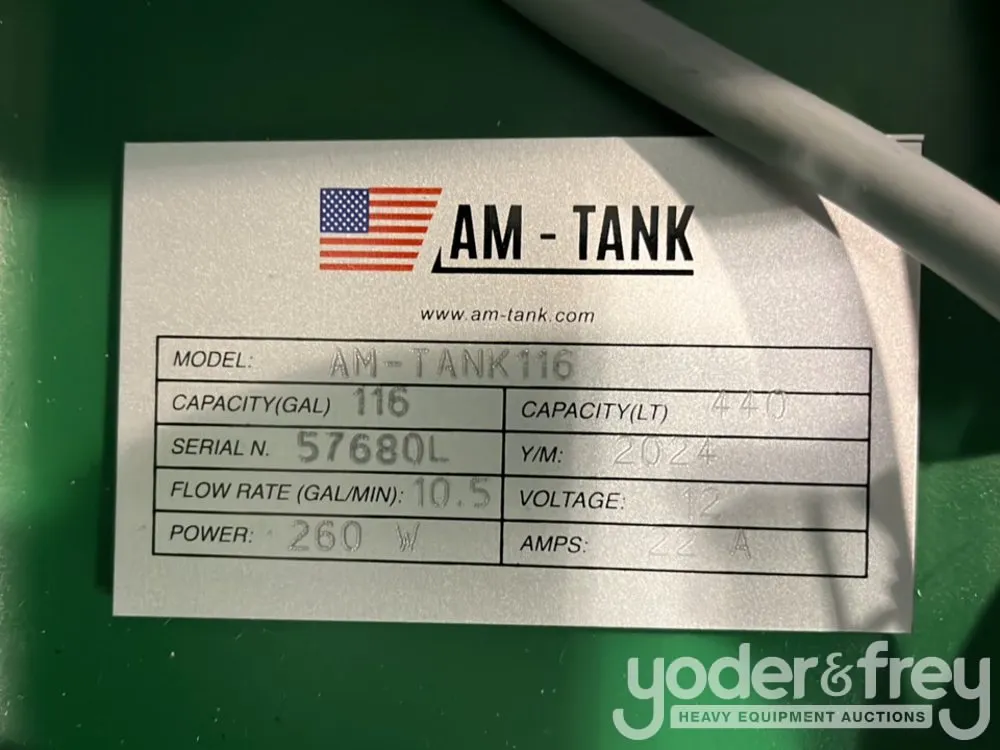 AM - TANK
www.am-tank.com
MODEL: AM-TANK116
CAPACITY(GAL) 116 CAPACITY(LT) 440
SERIAL N. 57680L Y/M: 2024
FLOW RATE (GAL/MIN): 10.5 VOLTAGE: 12
POWER: 260 W AMPS: 22 A
yoder&frey
HEAVY EQUIPMENT AUCTIONS